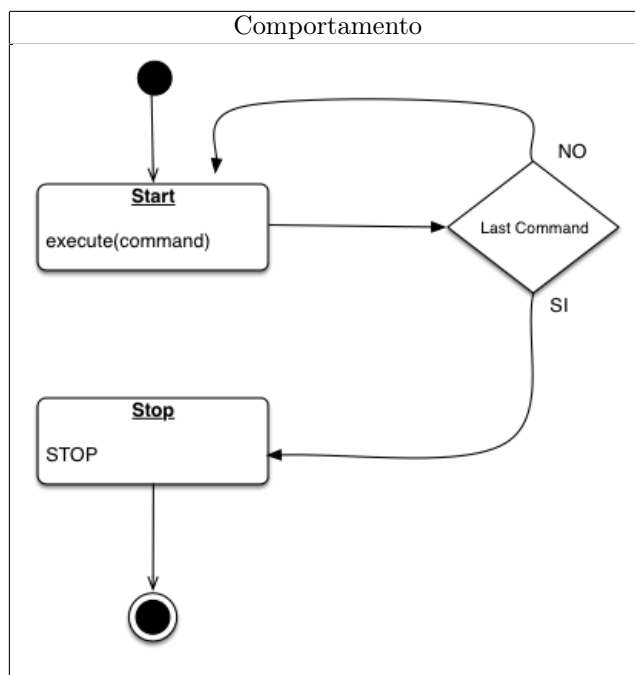 Comportamento
NO
Start
execute(command)
Last Command
SI
Stop
STOP